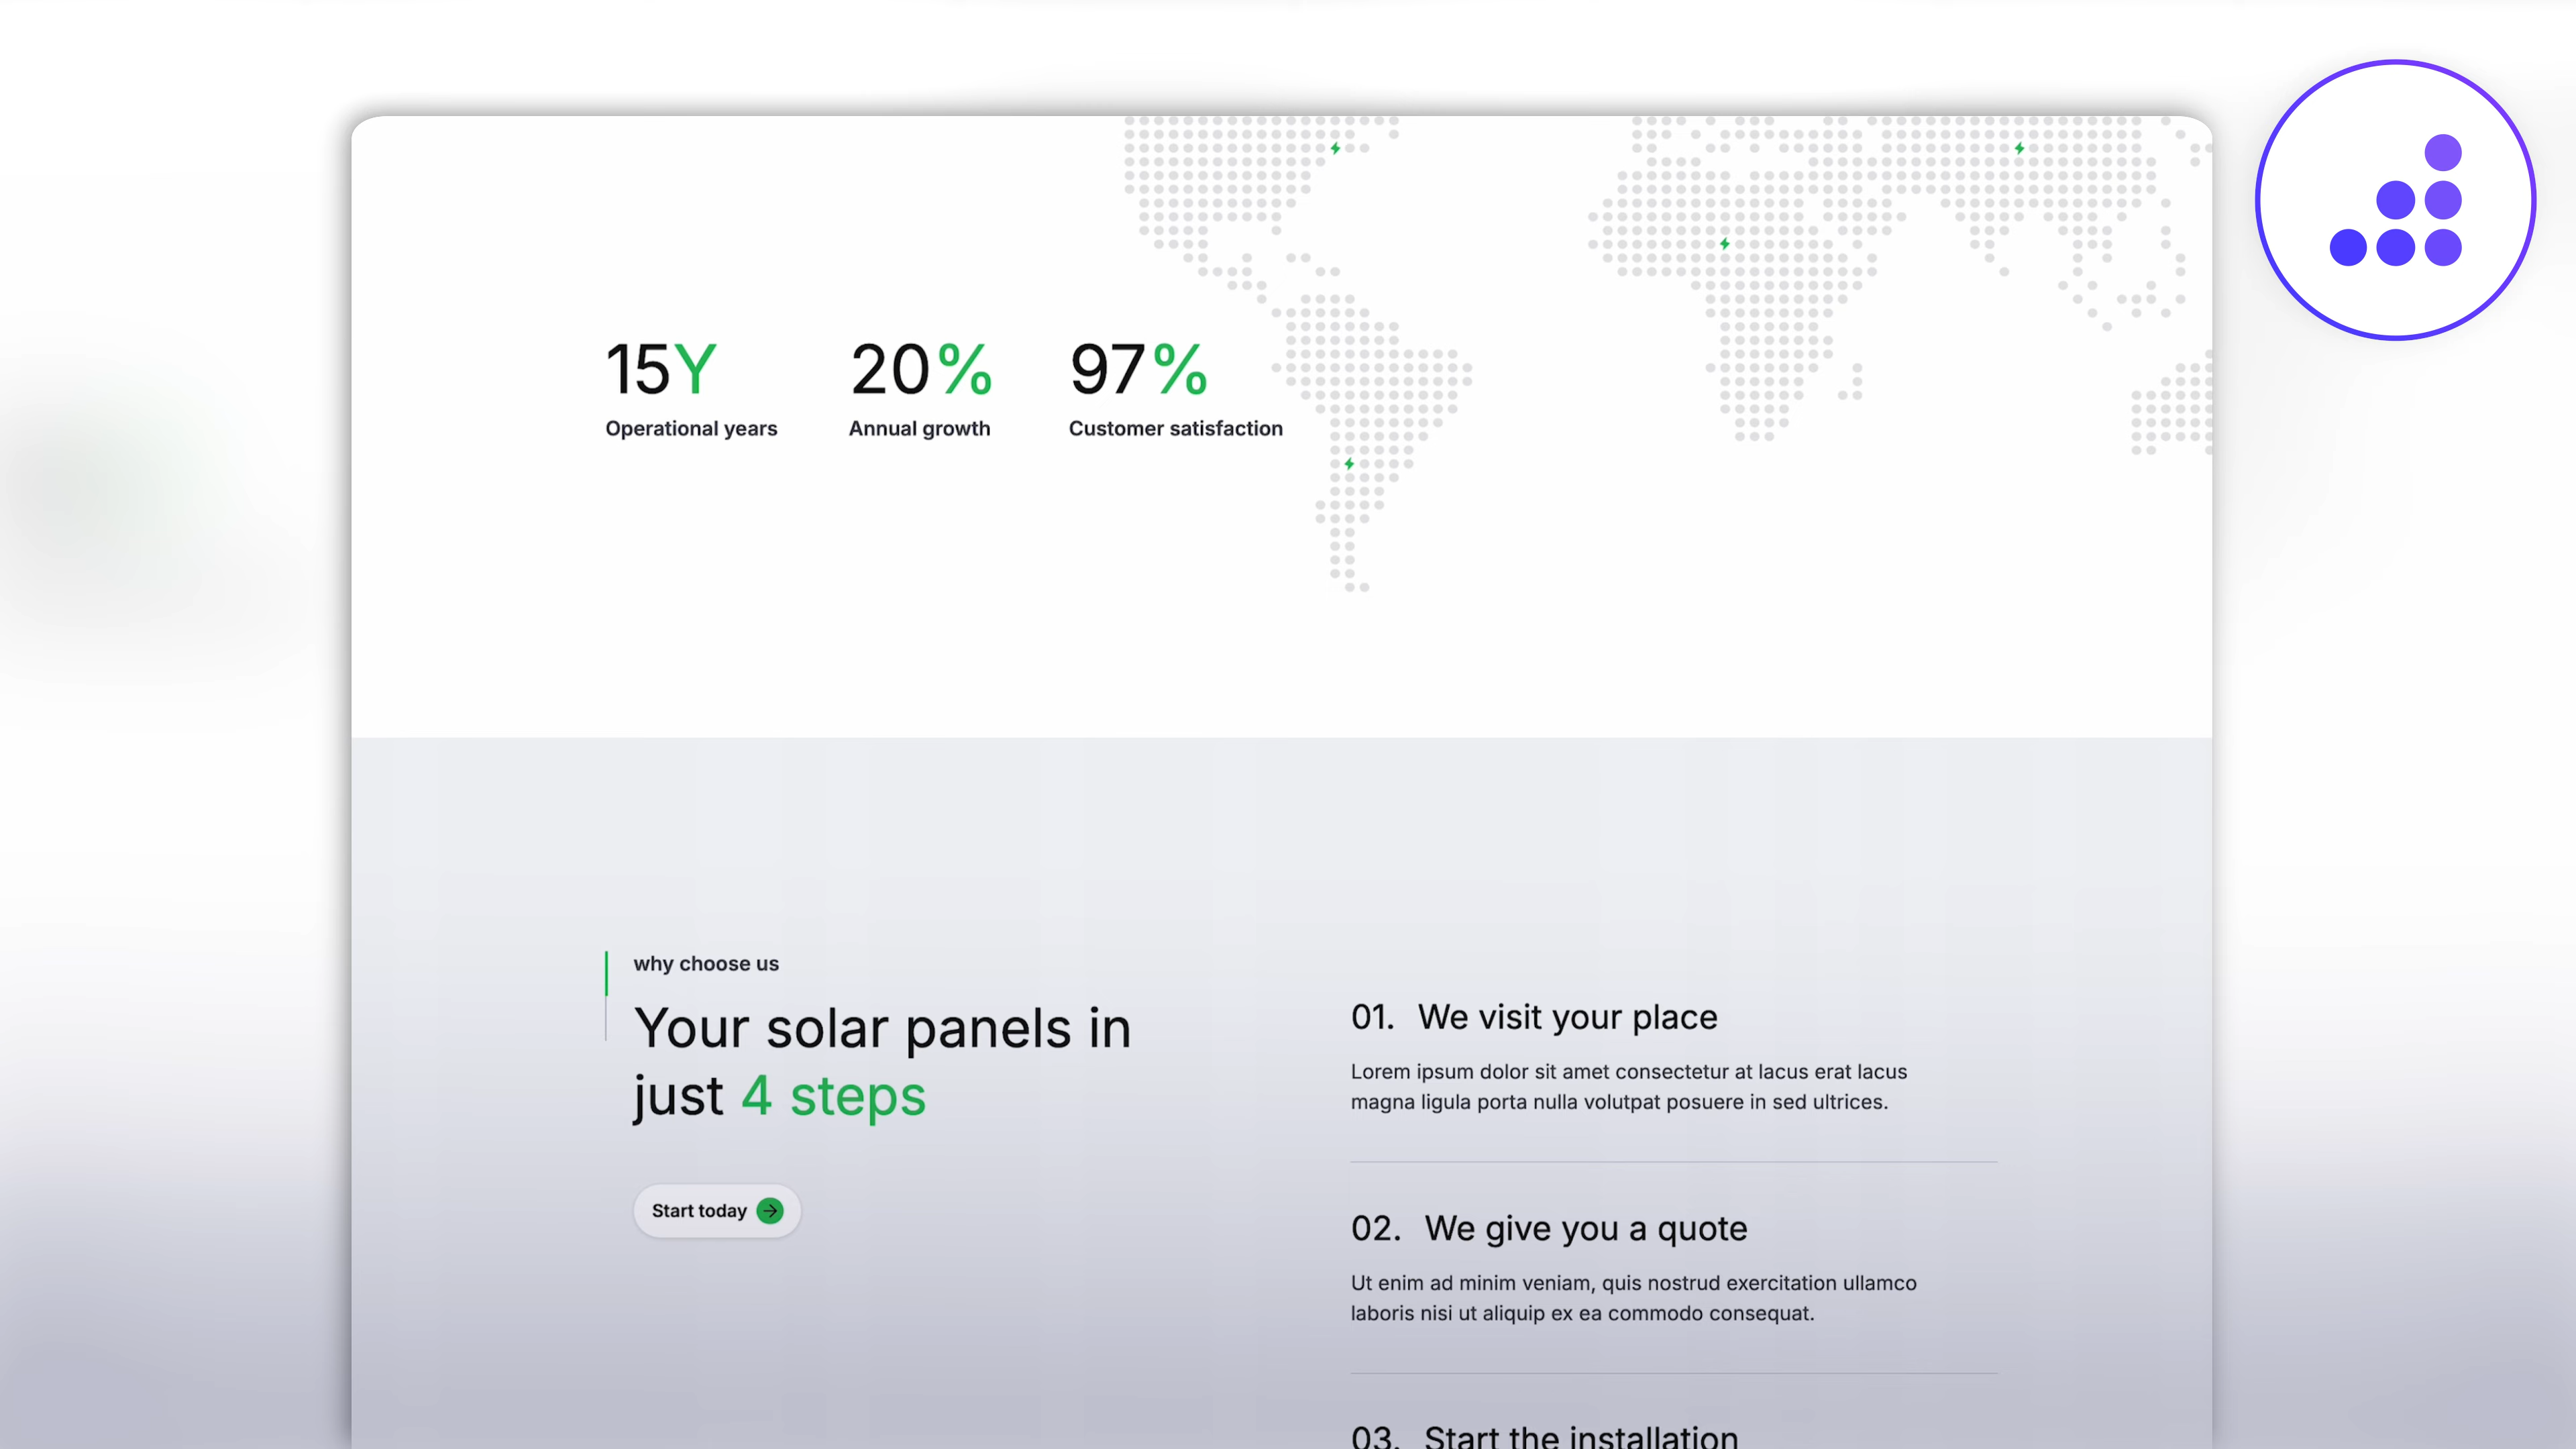 15Y
20%
97%
Operational years
Annual growth
Customer satisfaction
why choose us
Your solar panels in
just 4 steps
Start today
01. We visit your place
Lorem ipsum dolor sit amet consectetur at lacus erat lacus
magna ligula porta nulla volutpat posuere in sed ultrices.
02. We give you a quote
Ut enim ad minim veniam, quis nostrud exercitation ullamco
laboris nisi ut aliquip ex ea commodo consequat.
03. Start the installation